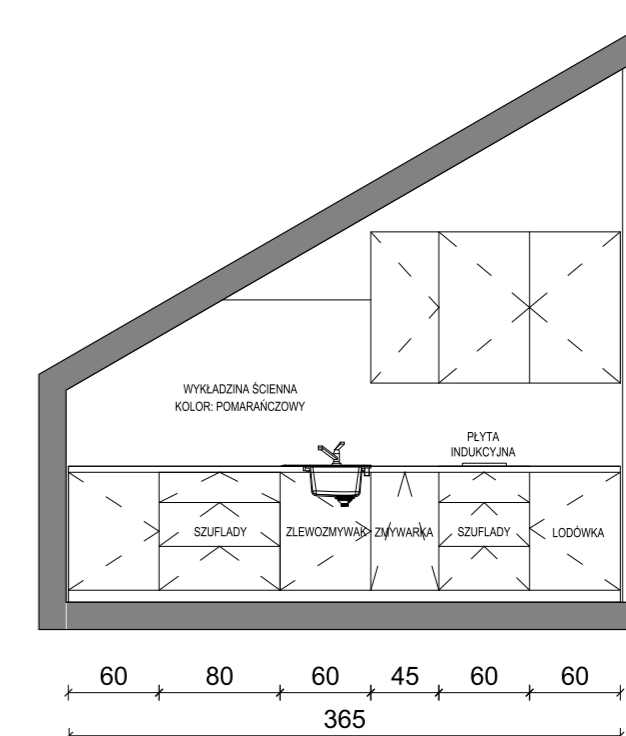 WYKŁADZINA ŚCIENNA
KOLOR: POMARAŃCZOWY
PŁYTA
INDUKCYJNA
SZUFLADY
ZLEWOZMYWAK
ZMYWARKA
SZUFLADY
LODÓWKA
60
80
60
45
60
60
365